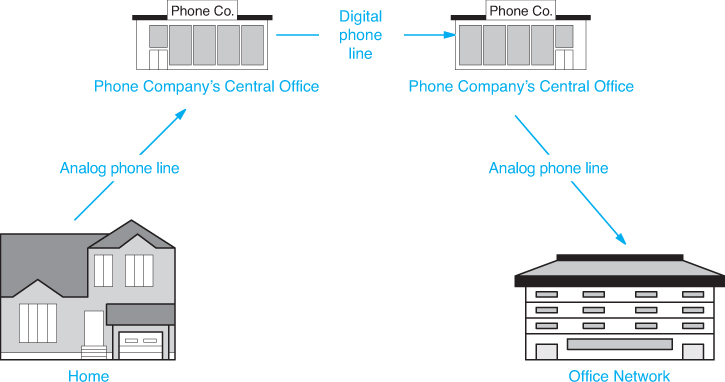 Phone Co.
Digital
phone
line
Phone Co.
Phone Company's Central Office
Phone Company's Central Office
Analog phone line
Analog phone line
Home
Office Network